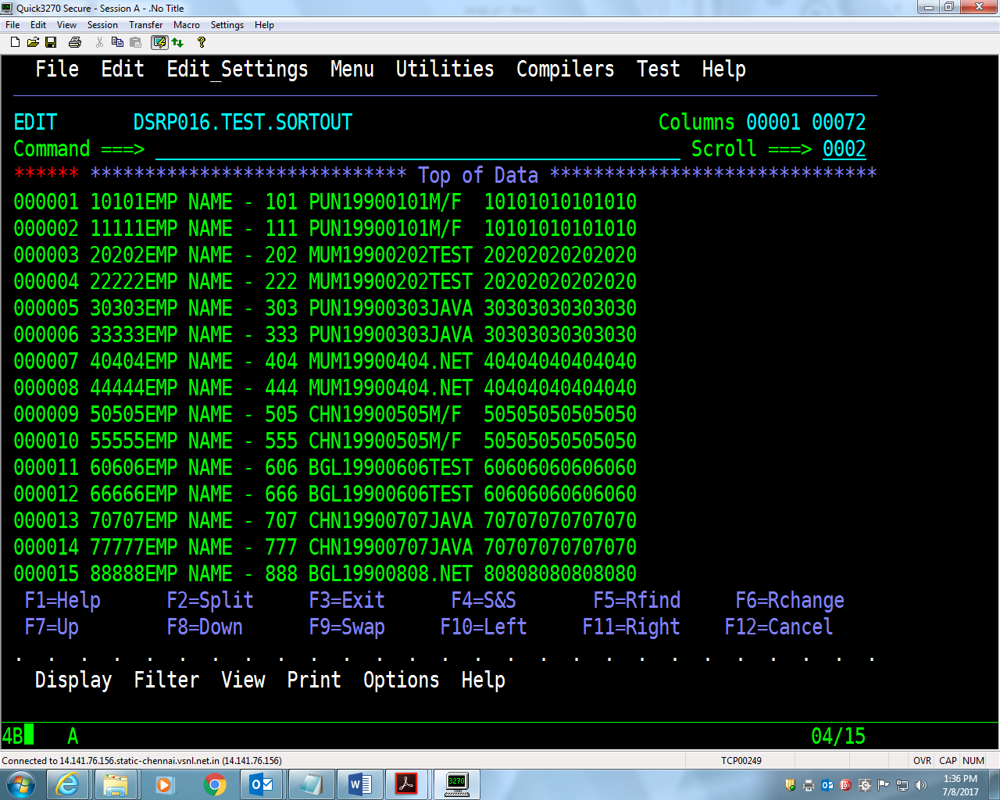 Quick3270 Secure - Session A - .No Title
File Edit View Session Transfer Macro Settings Help
File Edit Edit_Settings Menu Utilities Compilers Test Help
EDIT DSRP016.TEST.SORTOUT Columns 00001 00072
Command ===> Scroll ===> 0002
****** ***************************** Top of Data ******************************
000001 10101EMP NAME - 101 PUN19900101M/F 10101010101010
000002 11111EMP NAME - 111 PUN19900101M/F 10101010101010
000003 20202EMP NAME - 202 MUM19900202TEST 20202020202020
000004 22222EMP NAME - 222 MUM19900202TEST 20202020202020
000005 30303EMP NAME - 303 PUN19900303JAVA 30303030303030
000006 33333EMP NAME - 333 PUN19900303JAVA 30303030303030
000007 40404EMP NAME - 404 MUM19900404.NET 40404040404040
000008 44444EMP NAME - 444 MUM19900404.NET 40404040404040
000009 50505EMP NAME - 505 CHN19900505M/F 50505050505050
000010 55555EMP NAME - 555 CHN19900505M/F 50505050505050
000011 60606EMP NAME - 606 BGL19900606TEST 60606060606060
000012 66666EMP NAME - 666 BGL19900606TEST 60606060606060
000013 70707EMP NAME - 707 CHN19900707JAVA 70707070707070
000014 77777EMP NAME - 777 CHN19900707JAVA 70707070707070
000015 88888EMP NAME - 888 BGL19900808.NET 80808080808080
F1=Help F2=Split F3=Exit F4=S&S F5=Rfind F6=Rchange
F7=Up F8=Down F9=Swap F10=Left F11=Right F12=Cancel
. . . . . . . . . . . . . . . . . . . . . . . . . . . .
Display Filter View Print Options Help
4B A 04/15
Connected to 14.141.76.156.static-chennai.vsnl.net.in (14.141.76.156) TCP00249 OVR CAP NUM
3270
1:36 PM
7/8/2017